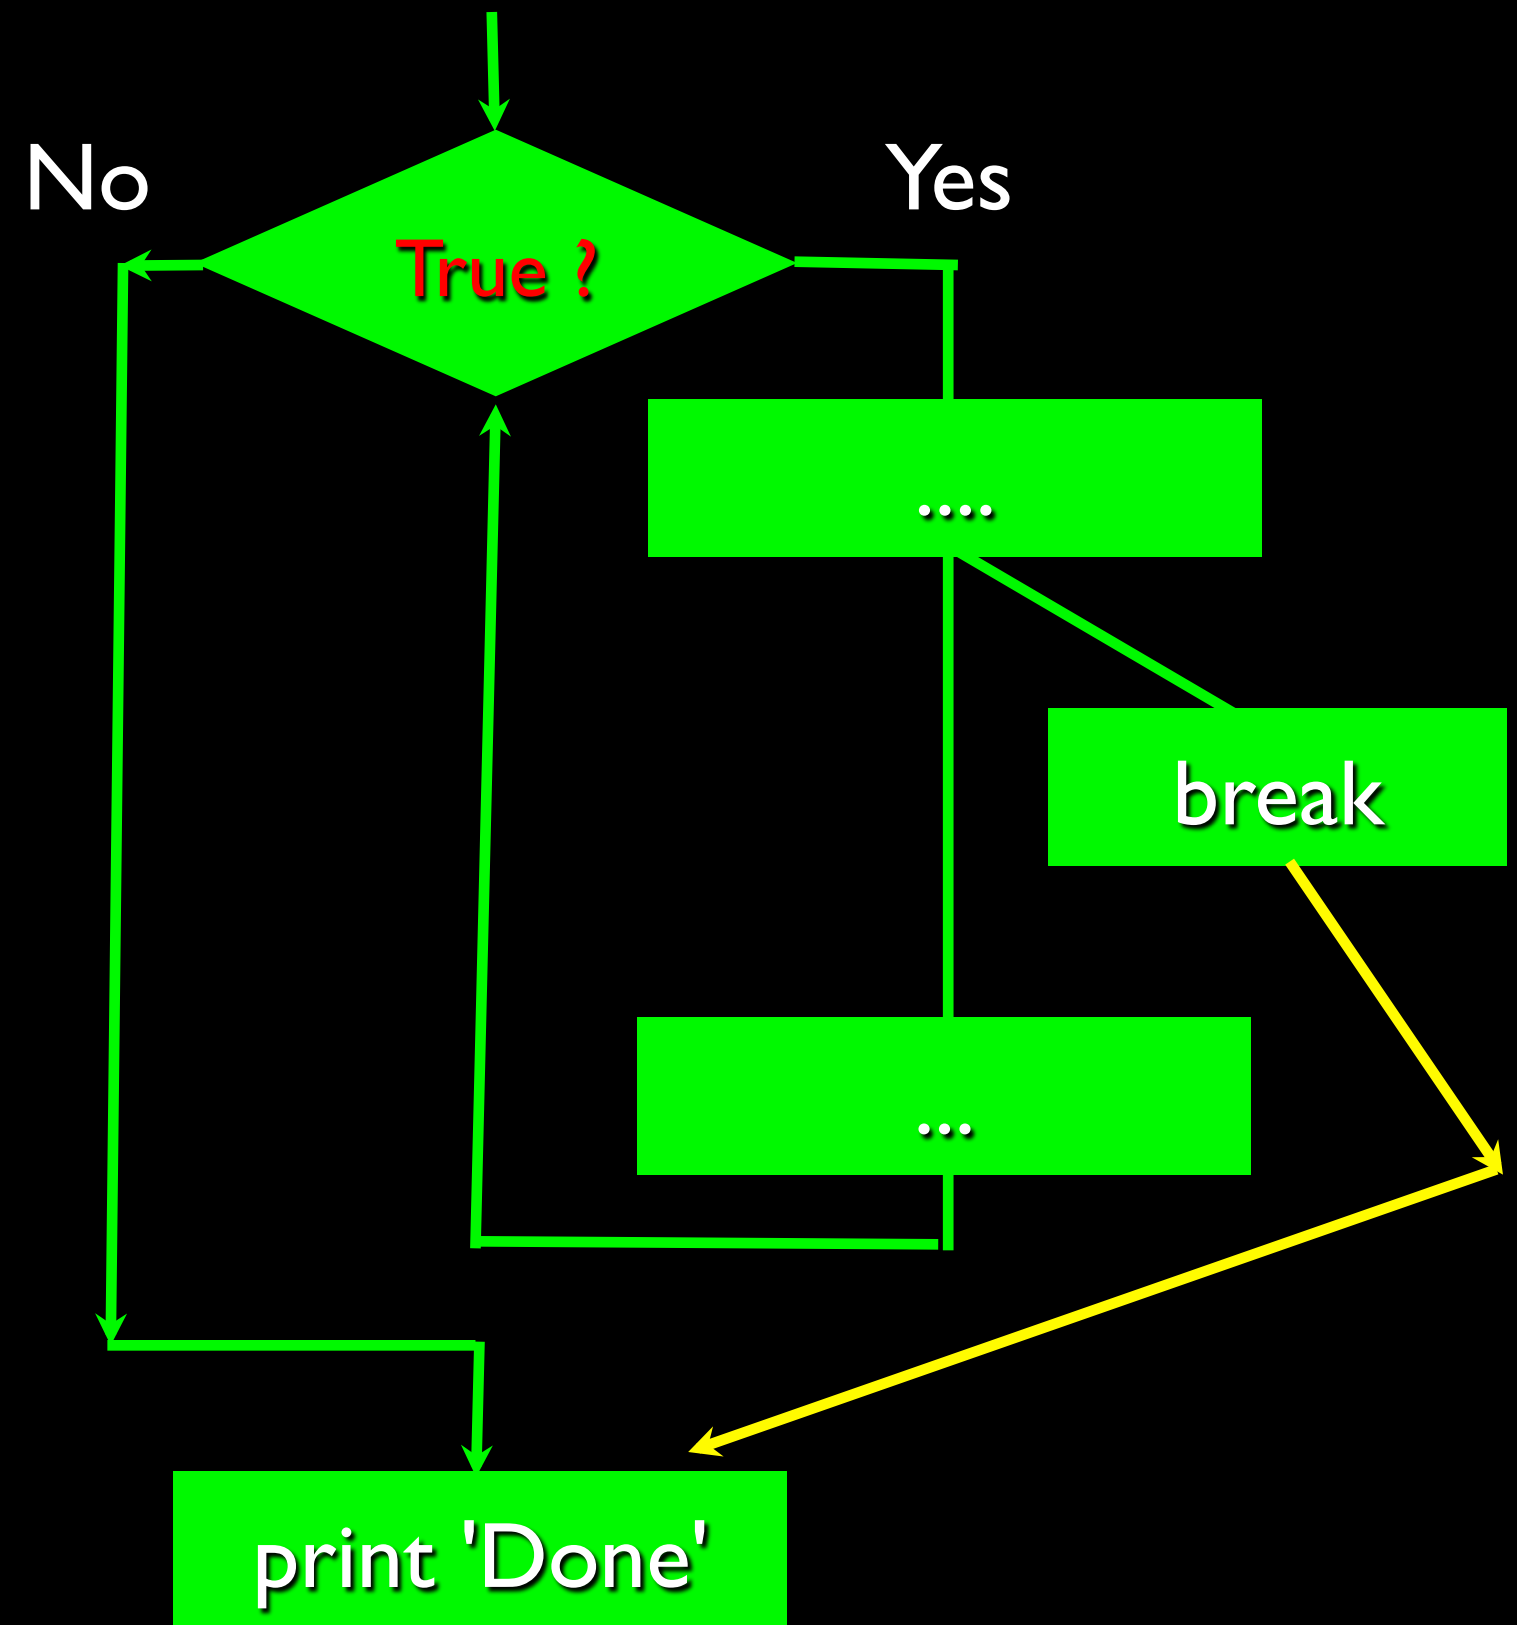 No
Yes
True ?
....
break
...
print 'Done'